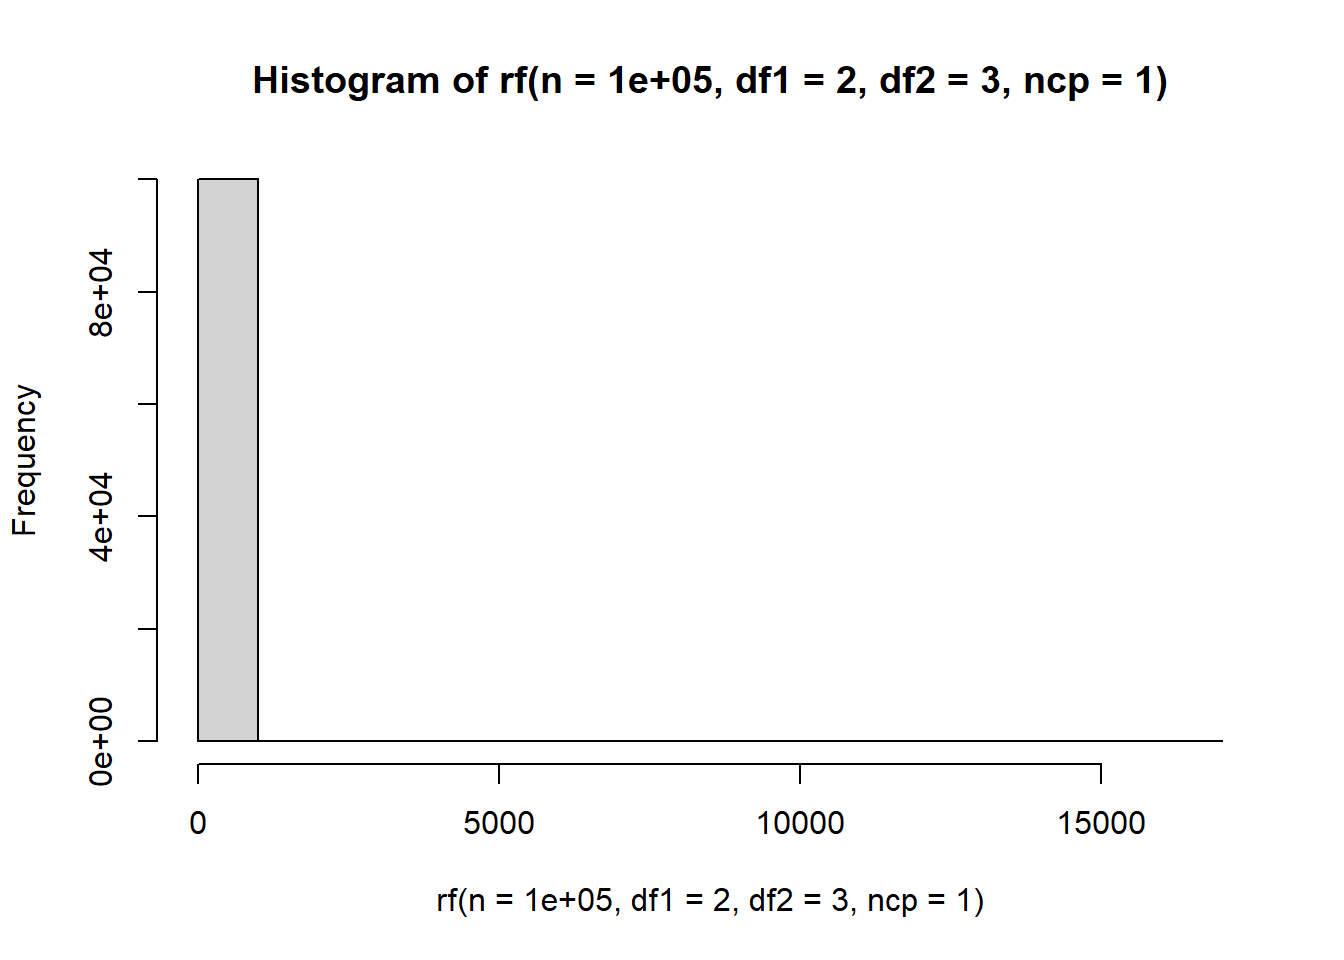 Histogram of rf(n = 1e+05, df1 = 2, df2 = 3, ncp = 1)
Frequency
8e+04
4e+04
0e+00
0 5000 10000 15000
rf(n = 1e+05, df1 = 2, df2 = 3, ncp = 1)